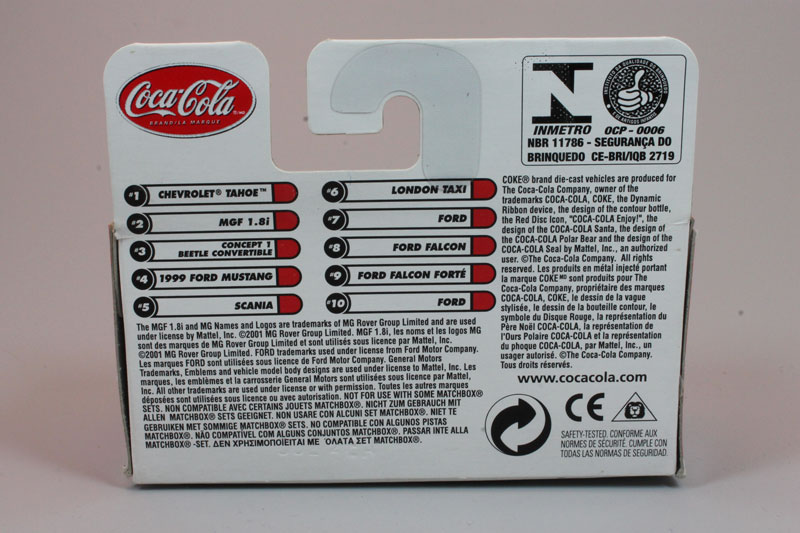 Coca-Cola
BRAND/LA MARQUE
INMETRO OCP - 0006
NBR 11786 - SEGURANÇA DO
BRINQUEDO CE-BRI/IQB 2719
#1 CHEVROLET® TAHOE™
#2 MGF 1.8i
#3 CONCEPT 1
BEETLE CONVERTIBLE
#4 1999 FORD MUSTANG
#5 SCANIA
#6 LONDON TAXI
#7 FORD
#8 FORD FALCON
#9 FORD FALCON FORTÉ
#10 FORD
The MGF 1.8i and MG Names and Logos are trademarks of MG Rover Group Limited and are used
under license by Mattel, Inc. ©2001 MG Rover Group Limited. MGF 1.8i, les noms et les logos MG
sont des marques de MG Rover Group Limited et sont utilisés sous licence par Mattel, Inc.
©2001 MG Rover Group Limited. FORD trademarks used under license from Ford Motor Company.
Les marques FORD sont utilisées sous licence de Ford Motor Company. General Motors
Trademarks, Emblems and vehicle model body designs are used under license to Mattel, Inc. Les
marques, les emblèmes et la carrosserie General Motors sont utilisés sous licence par Mattel,
Inc. All other trademarks are used under license or with permission. Toutes les autres marques
déposées sont utilisées sous licence ou avec autorisation. NOT FOR USE WITH SOME MATCHBOX®
SETS. NON COMPATIBLE AVEC CERTAINS JOUETS MATCHBOX®. NICHT ZUM GEBRAUCH MIT
ALLEN MATCHBOX® SETS GEEIGNET. NON USARE CON ALCUNI SET MATCHBOX®. NIET TE
GEBRUIKEN MET SOMMIGE MATCHBOX® SETS. NO COMPATIBLE CON ALGUNOS PISTAS
MATCHBOX®. NÃO COMPATÍVEL COM ALGUNS CONJUNTOS MATCHBOX®. PASSAR INTE ALLA
MATCHBOX® -SET. ΔΕΝ ΧΡΗΣΙΜΟΠΟΙΕΙΤΑΙ ΜΕ ΌΛΑΤΑ ΣΕΤ MATCHBOX®.
COKE® brand die-cast vehicles are produced for
The Coca-Cola Company, owner of the
trademarks COCA-COLA, COKE, the Dynamic
Ribbon device, the design of the contour bottle,
the Red Disc Icon, "COCA-COLA Enjoy!", the
design of the COCA-COLA Santa, the design of
the COCA-COLA Polar Bear and the design of the
COCA-COLA Seal by Mattel, Inc., an authorized
user. ©The Coca-Cola Company. All rights
reserved. Les produits en métal injecté portant
la marque COKE MD sont produits pour The
Coca-Cola Company, propriétaire des marques
COCA-COLA, COKE, le dessin de la vague
stylisée, le dessin de la bouteille contour, le
symbole du Disque Rouge, la représentation du
Père Noël COCA-COLA, la représentation de
l'Ours Polaire COCA-COLA et la représentation
du phoque COCA-COLA, par Mattel, Inc., un
usager autorisé. ©The Coca-Cola Company.
Tous droits réservés.
www.cocacola.com
CE
SAFETY-TESTED. CONFORME AUX
NORMES DE SÉCURITÉ. CUMPLE CON
TODAS LAS NORMAS DE SEGURIDAD.